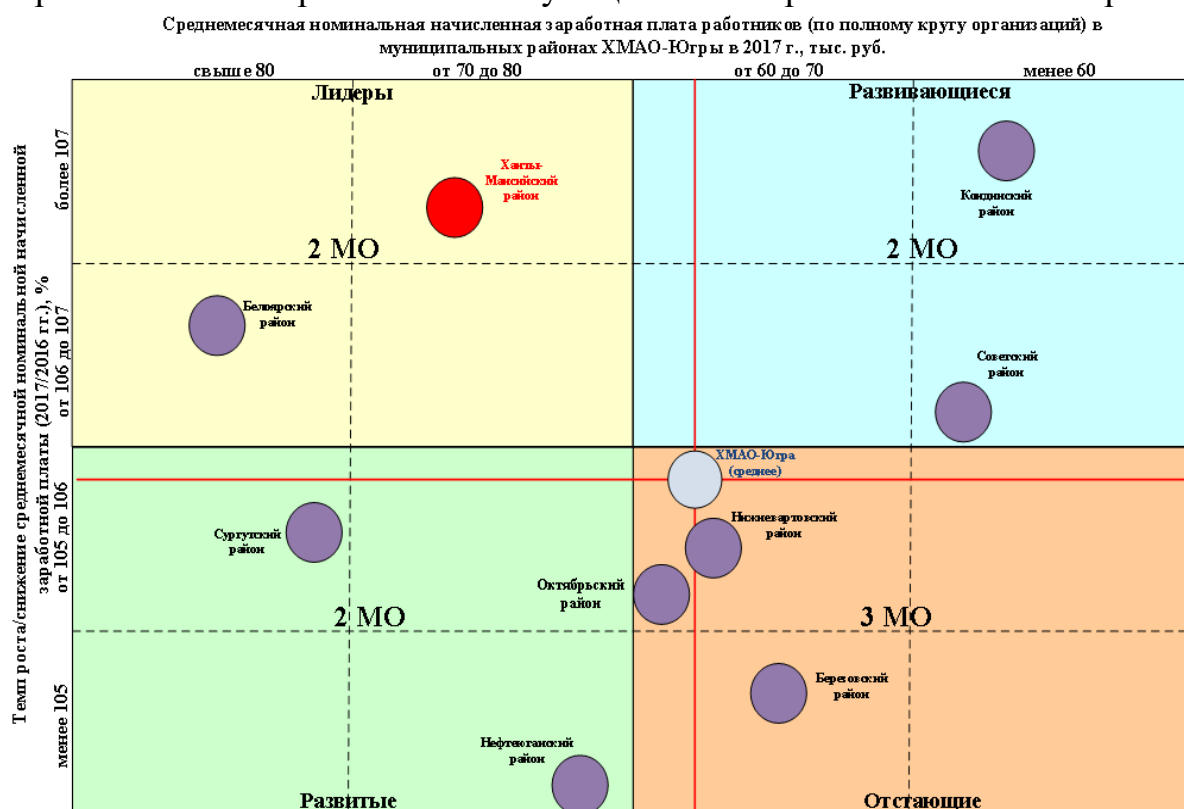 Среднемесячная номинальная начисленная заработная плата работников (по полному кругу организаций) в
муниципальных районах ХМАО-Югры в 2017 г., тыс. руб.
свыше 80
от 70 до 80
от 60 до 70
менее 60
Лидеры
Развивающиеся
Темп роста/снижение среднемесячной номинальной начисленной
заработной платы (2017/2016 гг.), %
более 107
от 106 до 107
от 105 до 106
менее 105
Ханты-
Мансийский
район
Кондинский
район
2 МО
2 МО
Белоярский
район
Советский
район
ХМАО-Югра
(среднее)
Сургутский
район
Нижневартовский
район
Октябрьский
район
2 МО
3 МО
Березовский
район
Нефтеюганский
район
Развитые
Отстающие